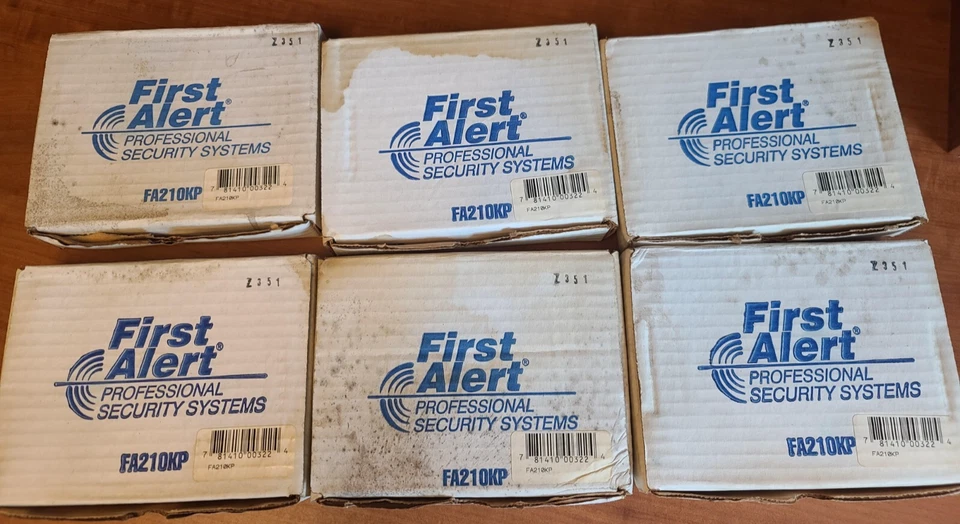 Z351
First
Alert®
PROFESSIONAL
SECURITY SYSTEMS
FA210KP
7 81410 00322 4
FA210KP
Z351
First
Alert®
PROFESSIONAL
SECURITY SYSTEMS
FA210KP
7 81410 00322 4
FA210KP
Z351
First
Alert®
PROFESSIONAL
SECURITY SYSTEMS
FA210KP
7 81410 00322 4
FA210KP
Z351
First
Alert®
PROFESSIONAL
SECURITY SYSTEMS
FA210KP
7 81410 00322 4
FA210KP
Z351
First
Alert®
PROFESSIONAL
SECURITY SYSTEMS
FA210KP
7 81410 00322 4
FA210KP
Z351
First
Alert®
PROFESSIONAL
SECURITY SYSTEMS
FA210KP
7 81410 00322 4
FA210KP